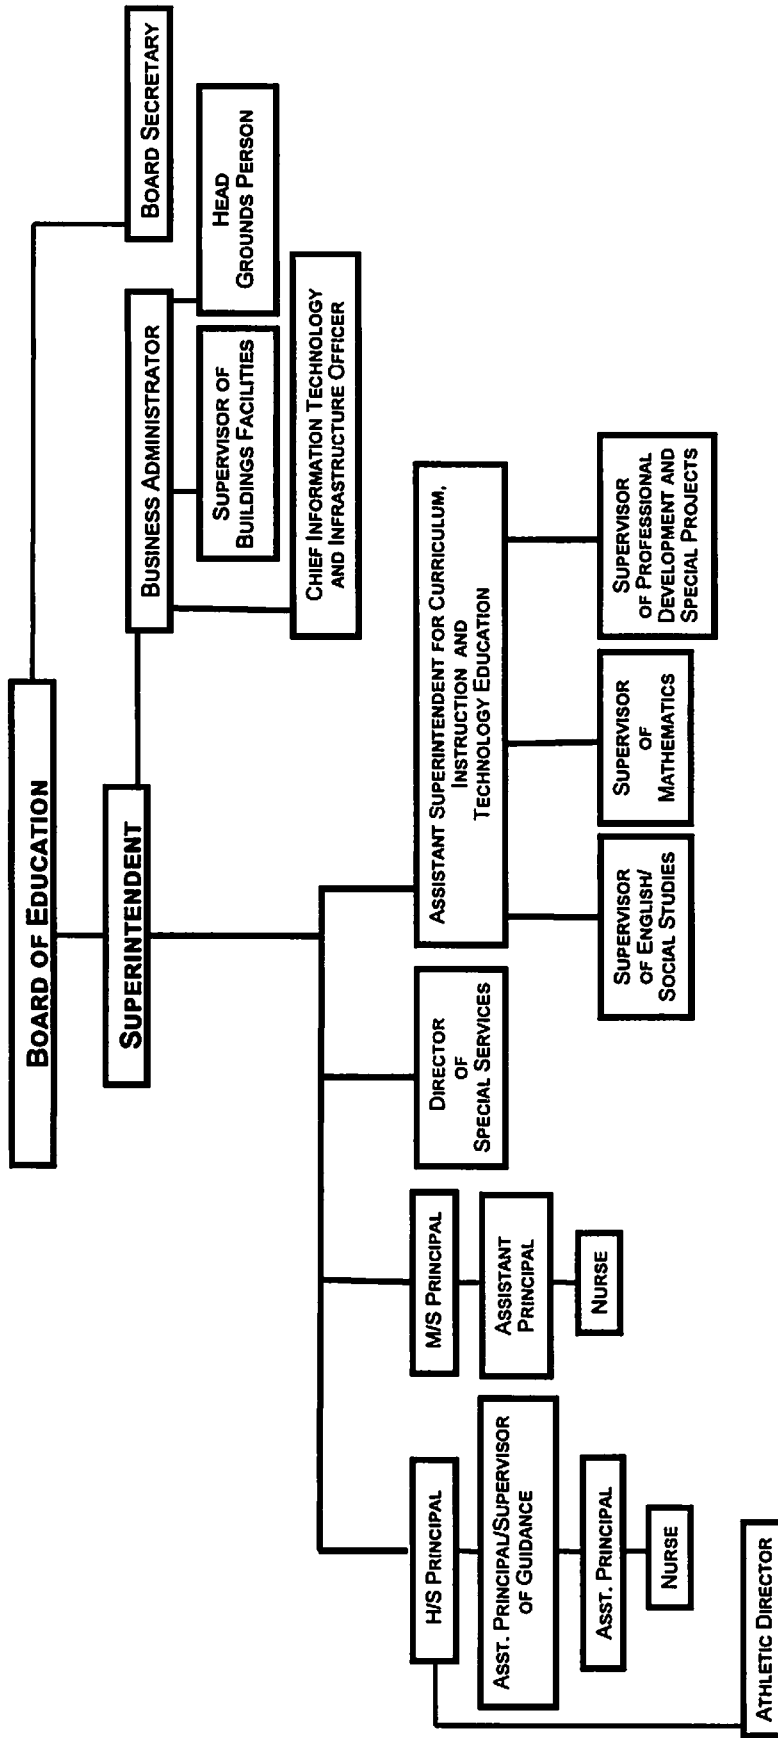 BOARD OF EDUCATION
BOARD SECRETARY
SUPERINTENDENT
BUSINESS ADMINISTRATOR
SUPERVISOR OF
BUILDINGS FACILITIES
HEAD
GROUNDS PERSON
CHIEF INFORMATION TECHNOLOGY
AND INFRASTRUCTURE OFFICER
H/S PRINCIPAL
M/S PRINCIPAL
DIRECTOR
OF
SPECIAL SERVICES
ASSISTANT SUPERINTENDENT FOR CURRICULUM,
INSTRUCTION AND
TECHNOLOGY EDUCATION
ASST. PRINCIPAL/SUPERVISOR
OF GUIDANCE
ASSISTANT
PRINCIPAL
ASST. PRINCIPAL
NURSE
NURSE
SUPERVISOR
OF ENGLISH/
SOCIAL STUDIES
SUPERVISOR
OF
MATHEMATICS
SUPERVISOR
OF PROFESSIONAL
DEVELOPMENT AND
SPECIAL PROJECTS
ATHLETIC DIRECTOR